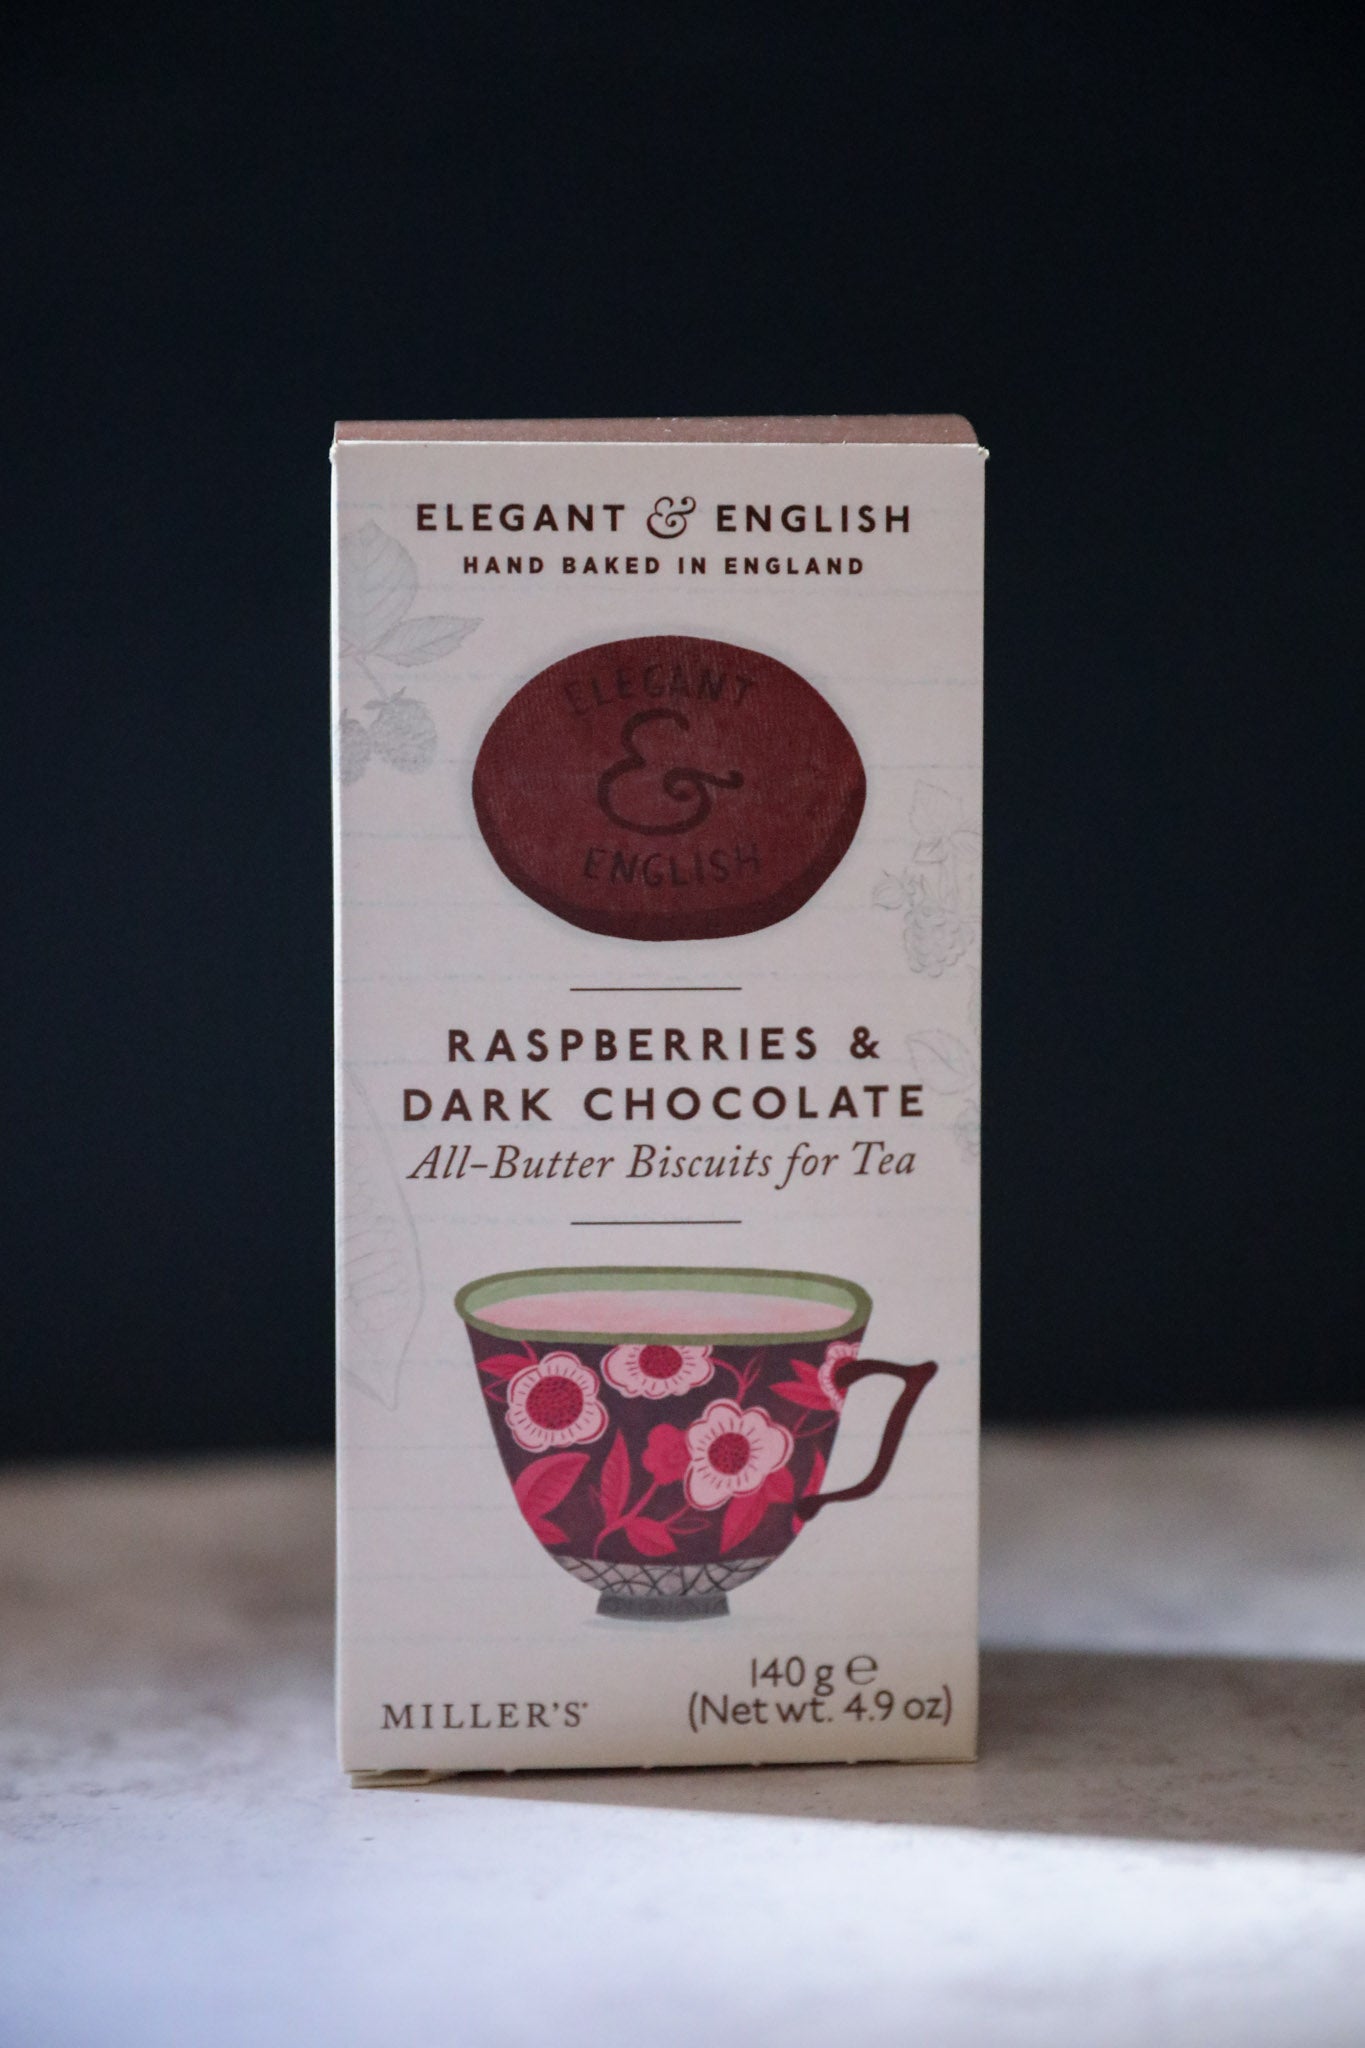 ELEGANT & ENGLISH
HAND BAKED IN ENGLAND
ELEGANT
&
ENGLISH
RASPBERRIES &
DARK CHOCOLATE
All-Butter Biscuits for Tea
140 g ℮
MILLER'S (Net wt. 4.9 oz)